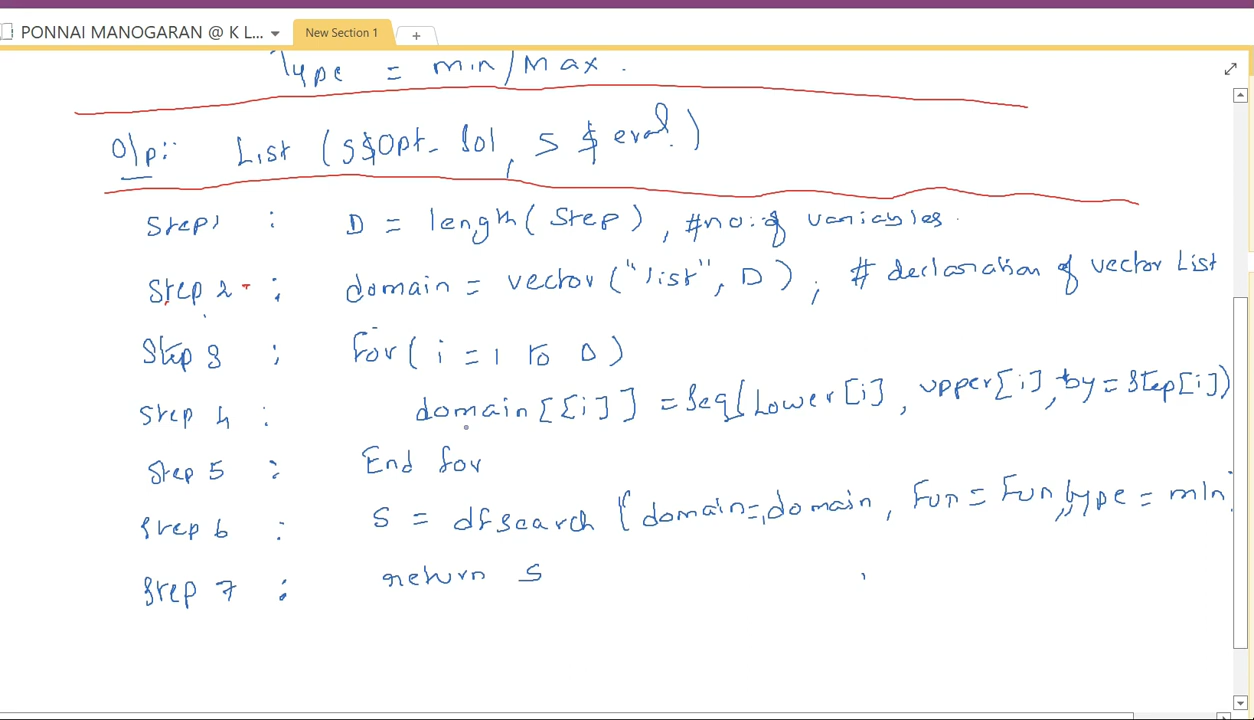 PONNAI MANOGARAN @ K L...
New Section 1
+
Type = min/Max.
O/p:- List (S$Opt_Sol, S $ eval)
Step 1 : D = length(Step), #no. of variables.
Step 2 - : domain = vector("list", D); # declaration of vector List
Step 3 : For( i = 1 to D)
Step 4 : domain[[i]] = Seq(Lower[i], upper[i], by = Step[i])
Step 5 : End for
Step 6 : S = dfsearch (domain=domain, Fun = Fun, type = min
Step 7 : return S